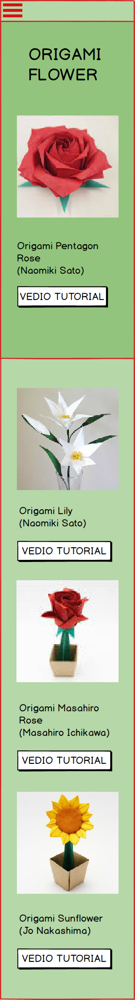 ORIGAMI
FLOWER
Origami Pentagon
Rose
(Naomiki Sato)
VEDIO TUTORIAL
Origami Lily
(Naomiki Sato)
VEDIO TUTORIAL
Origami Masahiro
Rose
(Masahiro Ichikawa)
VEDIO TUTORIAL
Origami Sunflower
(Jo Nakashima)
VEDIO TUTORIAL